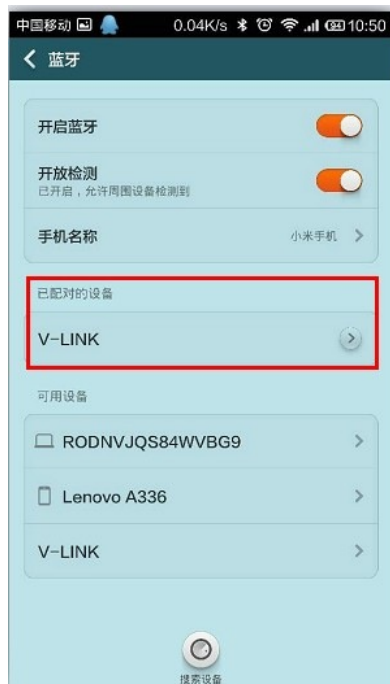 中国移动 0.04K/s 98 10:50
蓝牙
开启蓝牙
开放检测
已开启，允许周围设备检测到
手机名称 小米手机
已配对的设备
V-LINK
可用设备
RODNVJQS84WVBG9
Lenovo A336
V-LINK
搜索设备